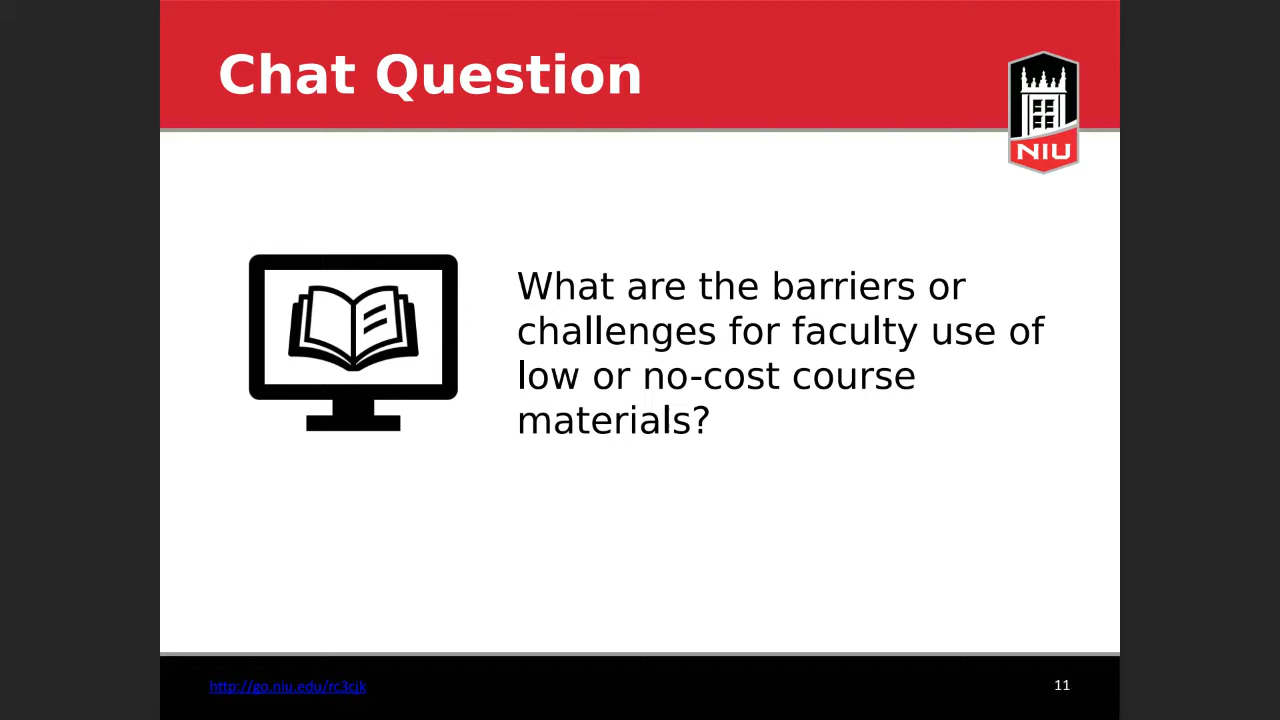 Chat Question
NIU
What are the barriers or
challenges for faculty use of
low or no-cost course
materials?
http://go.niu.edu/rc3cjk
11